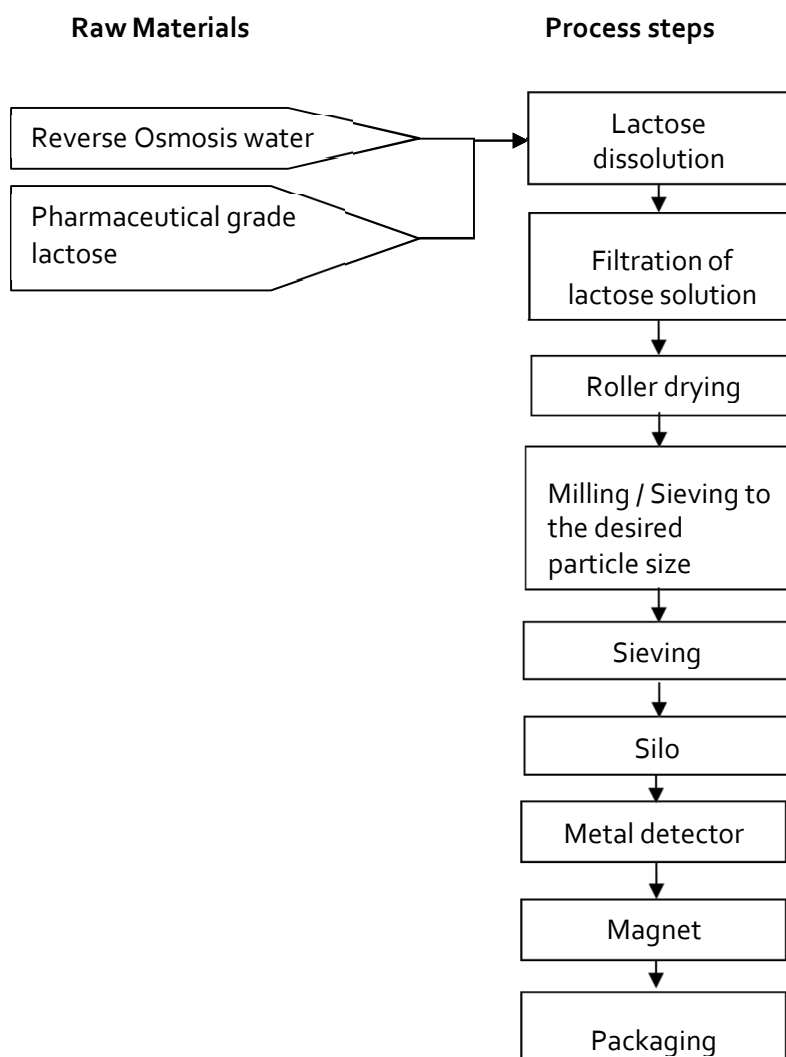 Raw Materials
Process steps
Reverse Osmosis water
Pharmaceutical grade
lactose
Lactose
dissolution
Filtration of
lactose solution
Roller drying
Milling / Sieving to
the desired
particle size
Sieving
Silo
Metal detector
Magnet
Packaging